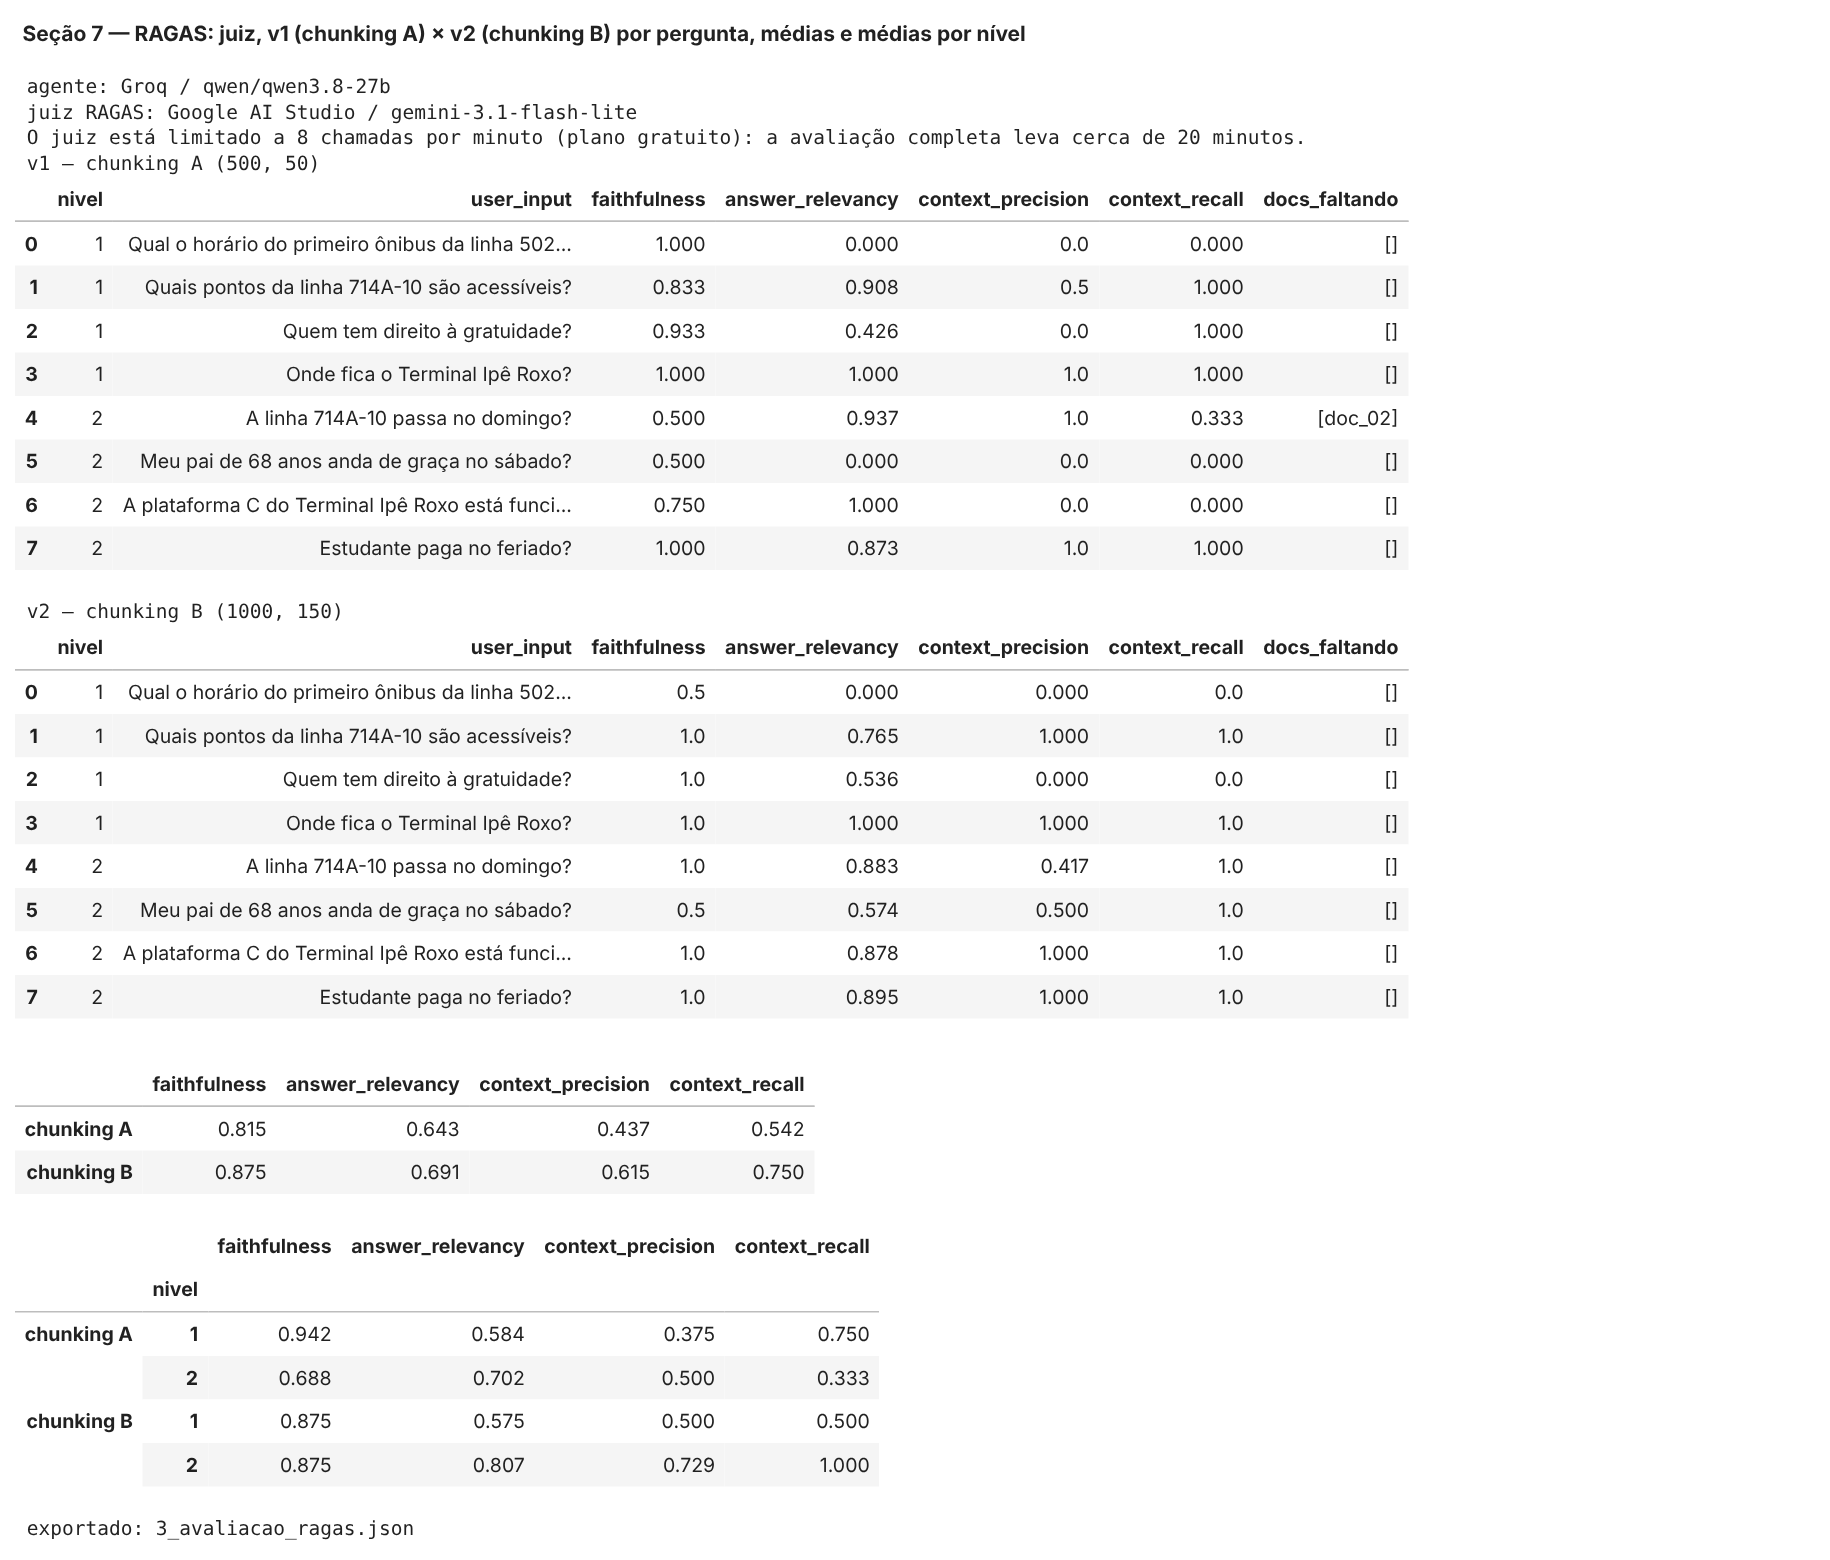 Seção 7 — RAGAS: juiz, v1 (chunking A) × v2 (chunking B) por pergunta, médias e médias por nível
agente: Groq / qwen/qwen3.8-27b
juiz RAGAS: Google AI Studio / gemini-3.1-flash-lite
O juiz está limitado a 8 chamadas por minuto (plano gratuito): a avaliação completa leva cerca de 20 minutos.
v1 — chunking A (500, 50)
nivel user_input faithfulness answer_relevancy context_precision context_recall docs_faltando
0 1 Qual o horário do primeiro ônibus da linha 502... 1.000 0.000 0.0 0.000 []
1 1 Quais pontos da linha 714A-10 são acessíveis? 0.833 0.908 0.5 1.000 []
2 1 Quem tem direito à gratuidade? 0.933 0.426 0.0 1.000 []
3 1 Onde fica o Terminal Ipê Roxo? 1.000 1.000 1.0 1.000 []
4 2 A linha 714A-10 passa no domingo? 0.500 0.937 1.0 0.333 [doc_02]
5 2 Meu pai de 68 anos anda de graça no sábado? 0.500 0.000 0.0 0.000 []
6 2 A plataforma C do Terminal Ipê Roxo está funci... 0.750 1.000 0.0 0.000 []
7 2 Estudante paga no feriado? 1.000 0.873 1.0 1.000 []
v2 — chunking B (1000, 150)
nivel user_input faithfulness answer_relevancy context_precision context_recall docs_faltando
0 1 Qual o horário do primeiro ônibus da linha 502... 0.5 0.000 0.000 0.0 []
1 1 Quais pontos da linha 714A-10 são acessíveis? 1.0 0.765 1.000 1.0 []
2 1 Quem tem direito à gratuidade? 1.0 0.536 0.000 0.0 []
3 1 Onde fica o Terminal Ipê Roxo? 1.0 1.000 1.000 1.0 []
4 2 A linha 714A-10 passa no domingo? 1.0 0.883 0.417 1.0 []
5 2 Meu pai de 68 anos anda de graça no sábado? 0.5 0.574 0.500 1.0 []
6 2 A plataforma C do Terminal Ipê Roxo está funci... 1.0 0.878 1.000 1.0 []
7 2 Estudante paga no feriado? 1.0 0.895 1.000 1.0 []
faithfulness answer_relevancy context_precision context_recall
chunking A 0.815 0.643 0.437 0.542
chunking B 0.875 0.691 0.615 0.750
faithfulness answer_relevancy context_precision context_recall
nivel
chunking A 1 0.942 0.584 0.375 0.750
2 0.688 0.702 0.500 0.333
chunking B 1 0.875 0.575 0.500 0.500
2 0.875 0.807 0.729 1.000
exportado: 3_avaliacao_ragas.json